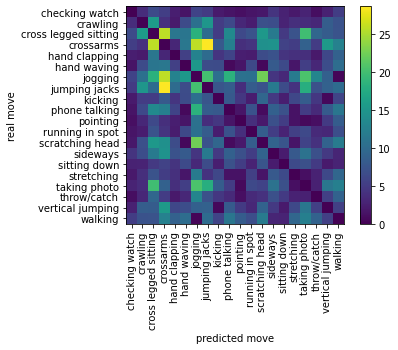 checking watch
crawling
cross legged sitting
crossarms
hand clapping
hand waving
jogging
jumping jacks
kicking
phone talking
pointing
running in spot
scratching head
sideways
sitting down
stretching
taking photo
throw/catch
vertical jumping
walking
real move
checking watch
crawling
cross legged sitting
crossarms
hand clapping
hand waving
jogging
jumping jacks
kicking
phone talking
pointing
running in spot
scratching head
sideways
sitting down
stretching
taking photo
throw/catch
vertical jumping
walking
predicted move
25
20
15
10
5
0